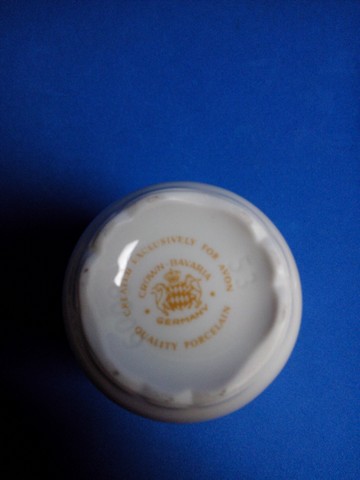 CREATED EXCLUSIVELY FOR AVON
CROWN-BAVARIA
GERMANY
QUALITY PORCELAIN